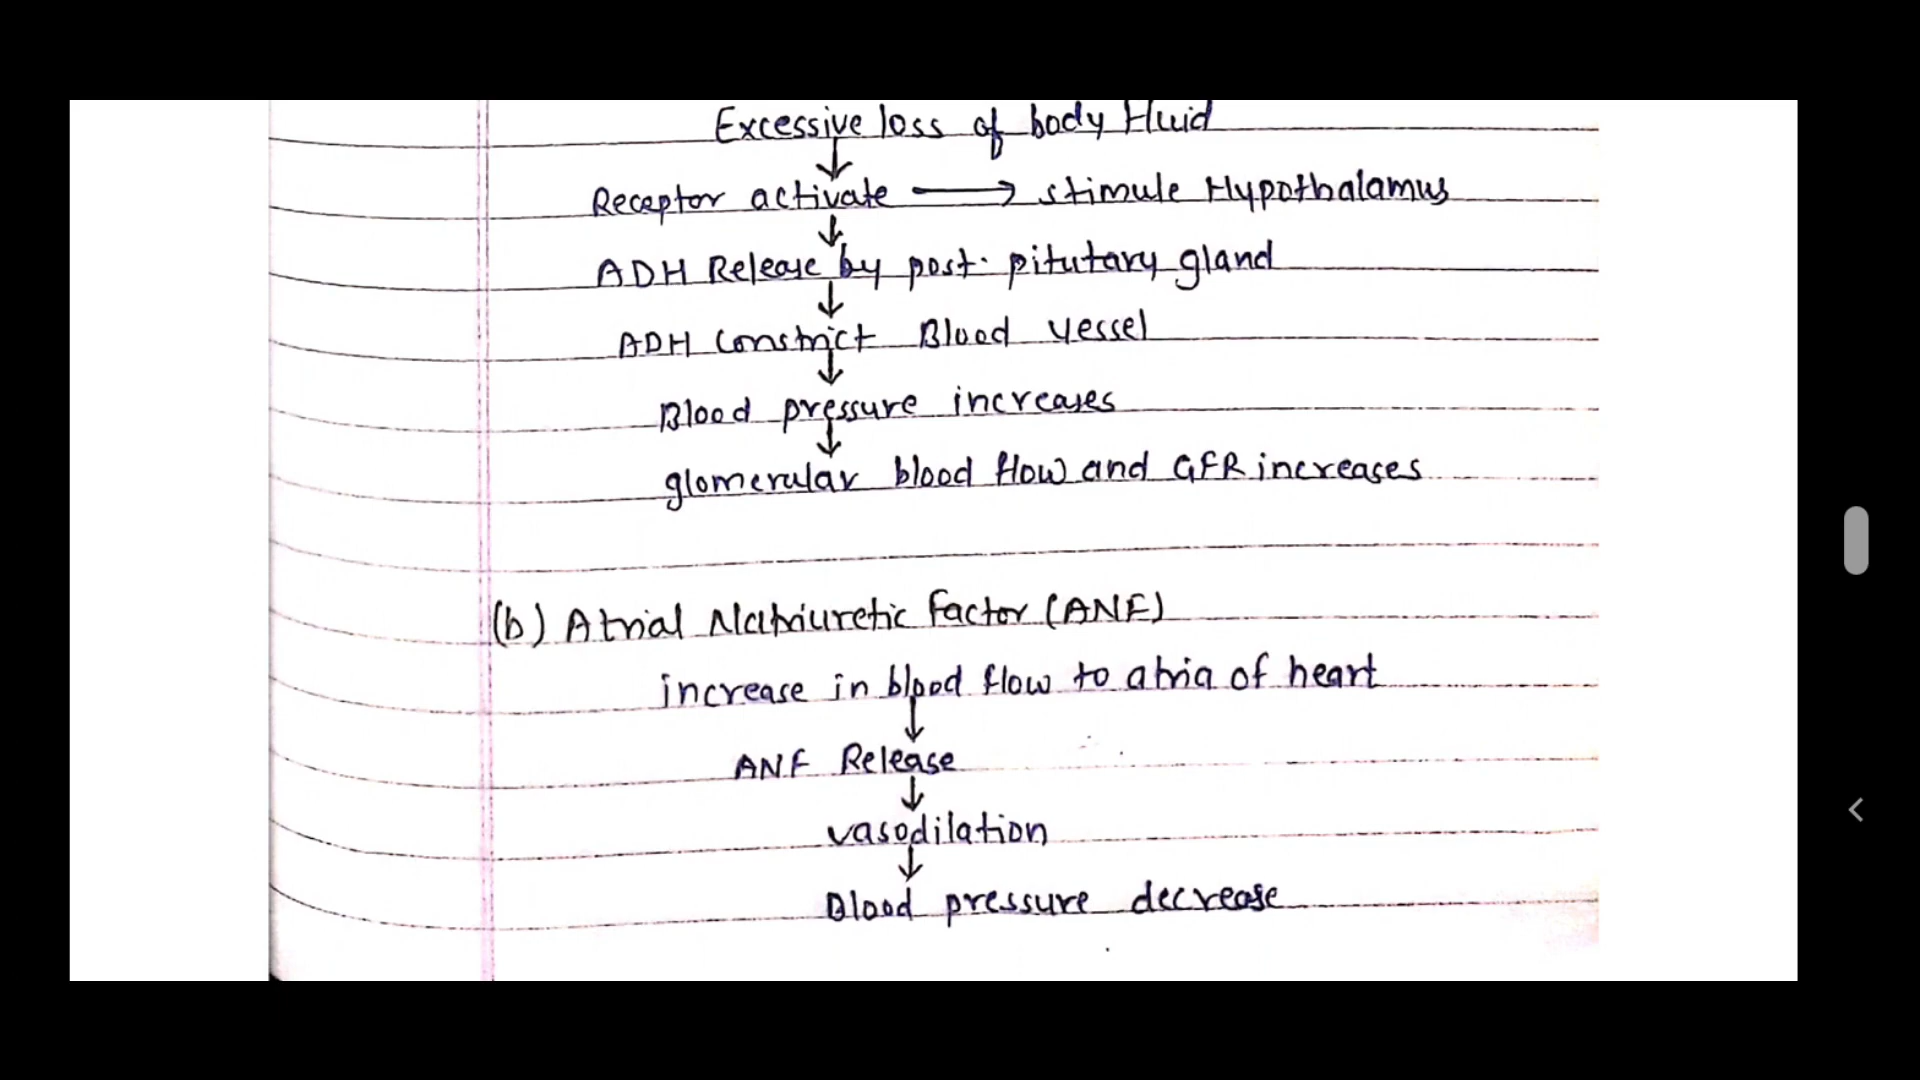 Excessive loss of body fluid
↓
Receptor activate → stimule Hypothalamus
↓
ADH Release by post. pitutary gland
↓
ADH constrict Blood vessel
↓
Blood pressure increases
↓
glomerular blood flow and GFR increases
(b) Atrial Natriuretic Factor (ANF)
increase in blood flow to atria of heart
↓
ANF Release
↓
vasodilation
↓
Blood pressure decrease